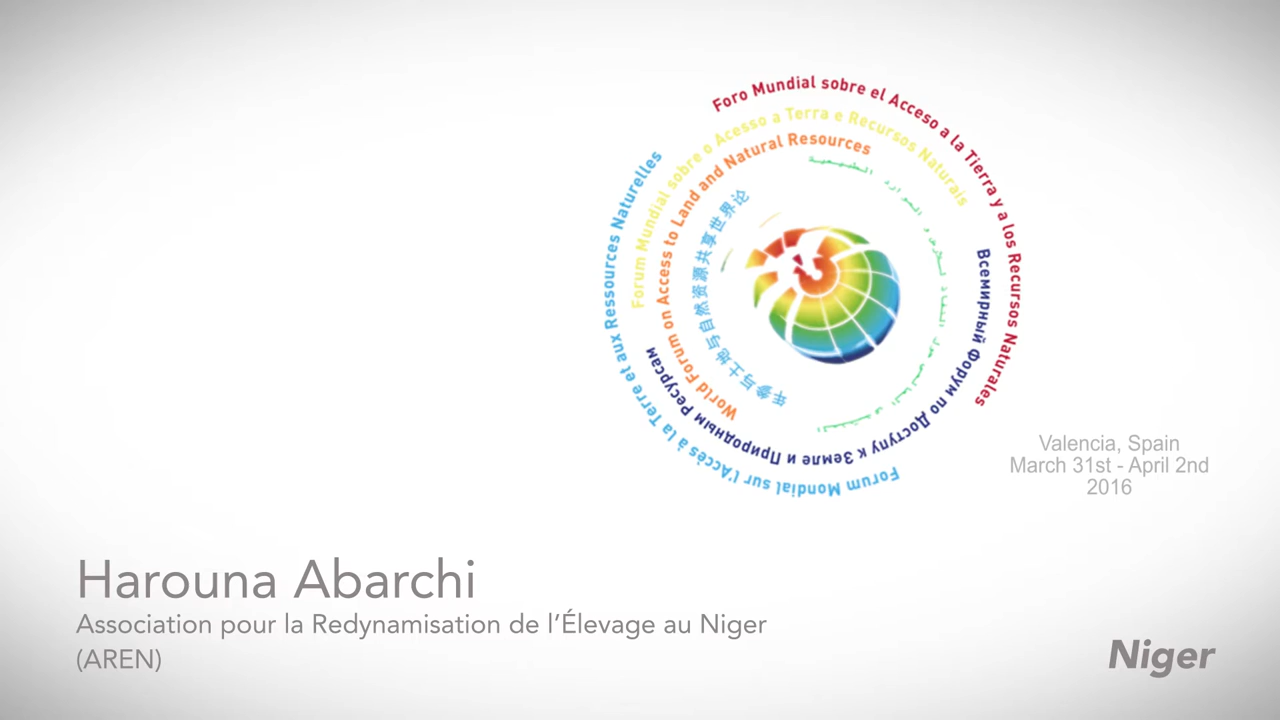 Foro Mundial sobre el Acceso a la Tierra y a los Recursos Naturales
Forum Mundial sobre o Acesso a Terra e Recursos Naturais
World Forum on Access to Land and Natural Resources
Forum Mondial sur l'Accès à la Terre et aux Ressources Naturelles
Всемирный Форум по Доступу к Земле и Природным Ресурсам
年参与土地与自然资源共享世界论
Valencia, Spain
March 31st - April 2nd
2016
Harouna Abarchi
Association pour la Redynamisation de l’Élevage au Niger
(AREN)
Niger